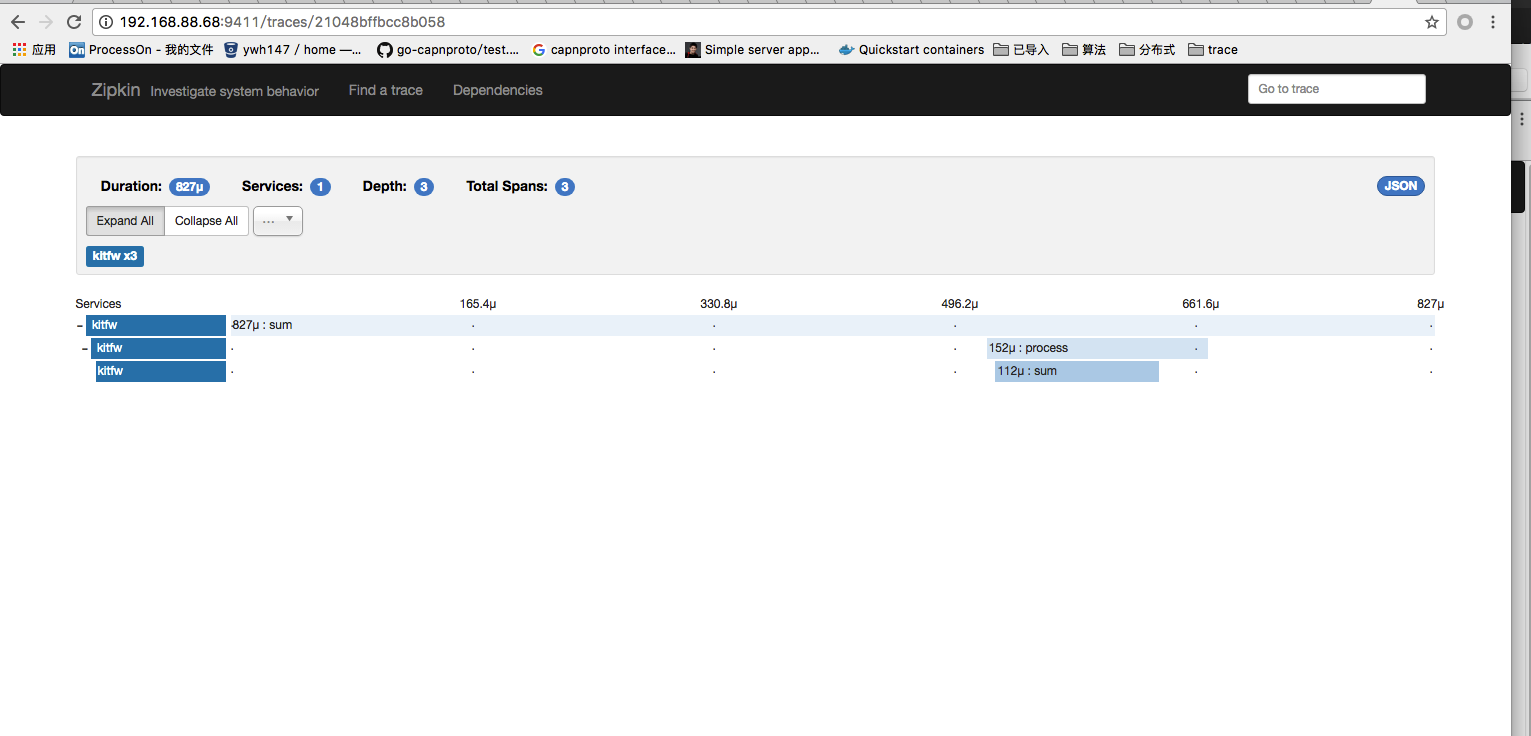 192.168.88.68:9411/traces/21048bffbcc8b058
应用 On ProcessOn - 我的文件 ywh147 / home —... go-capnproto/test.... G capnproto interface... Simple server app... Quickstart containers 已导入 算法 分布式 trace
Zipkin Investigate system behavior Find a trace Dependencies Go to trace
Duration: 827μ Services: 1 Depth: 3 Total Spans: 3 JSON
Expand All Collapse All ...
kitfw x3
Services 165.4μ 330.8μ 496.2μ 661.6μ 827μ
- kitfw 827μ : sum
- kitfw 152μ : process
kitfw 112μ : sum